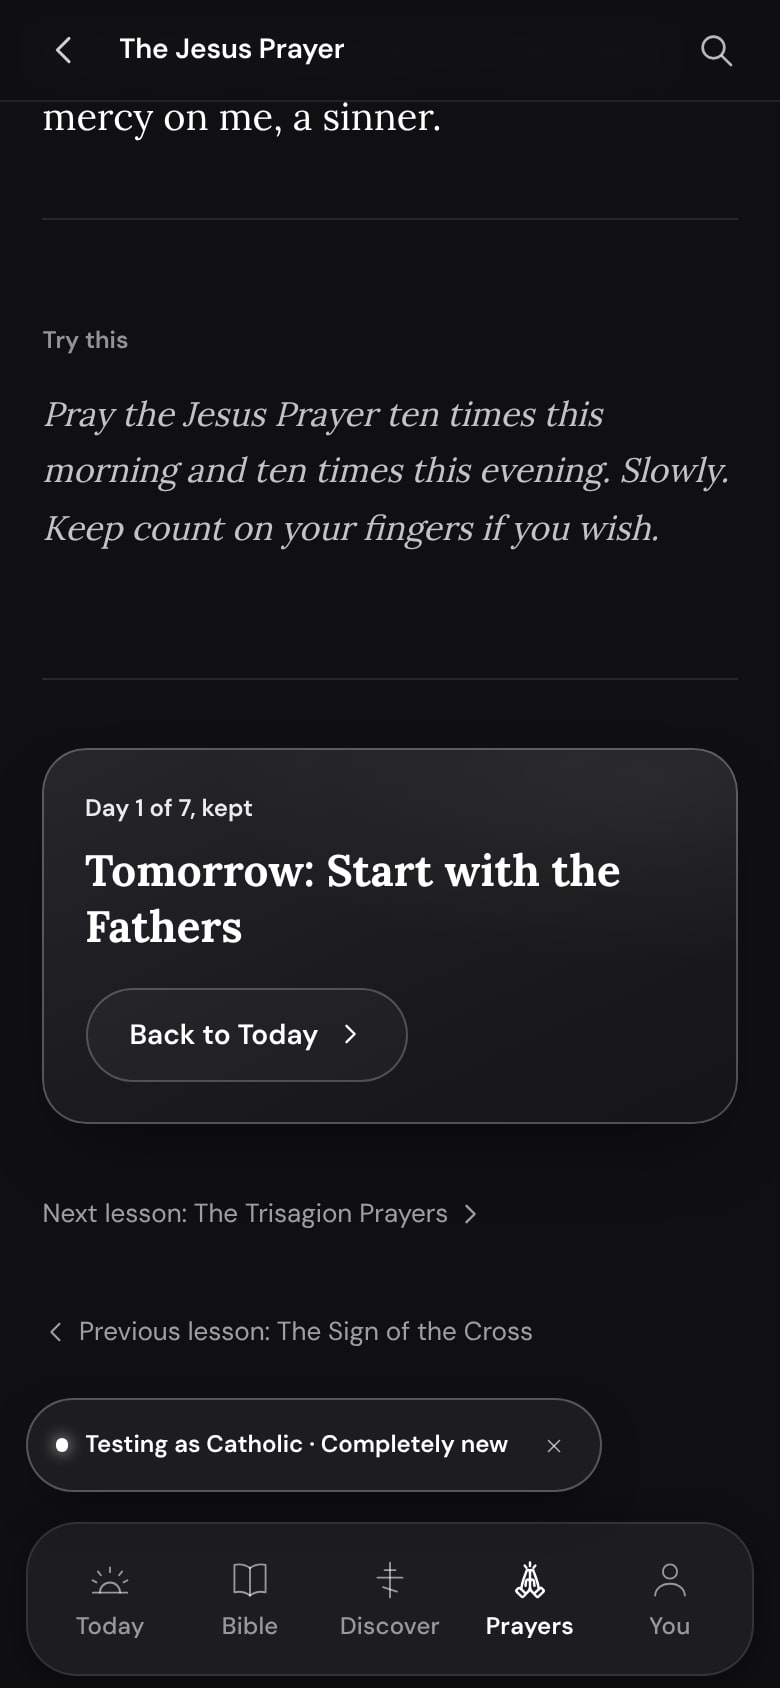 The Jesus Prayer
mercy on me, a sinner.
Try this
Pray the Jesus Prayer ten times this
morning and ten times this evening. Slowly.
Keep count on your fingers if you wish.
Day 1 of 7, kept
Tomorrow: Start with the
Fathers
Back to Today
Next lesson: The Trisagion Prayers
Previous lesson: The Sign of the Cross
Testing as Catholic · Completely new
Today
Bible
Discover
Prayers
You